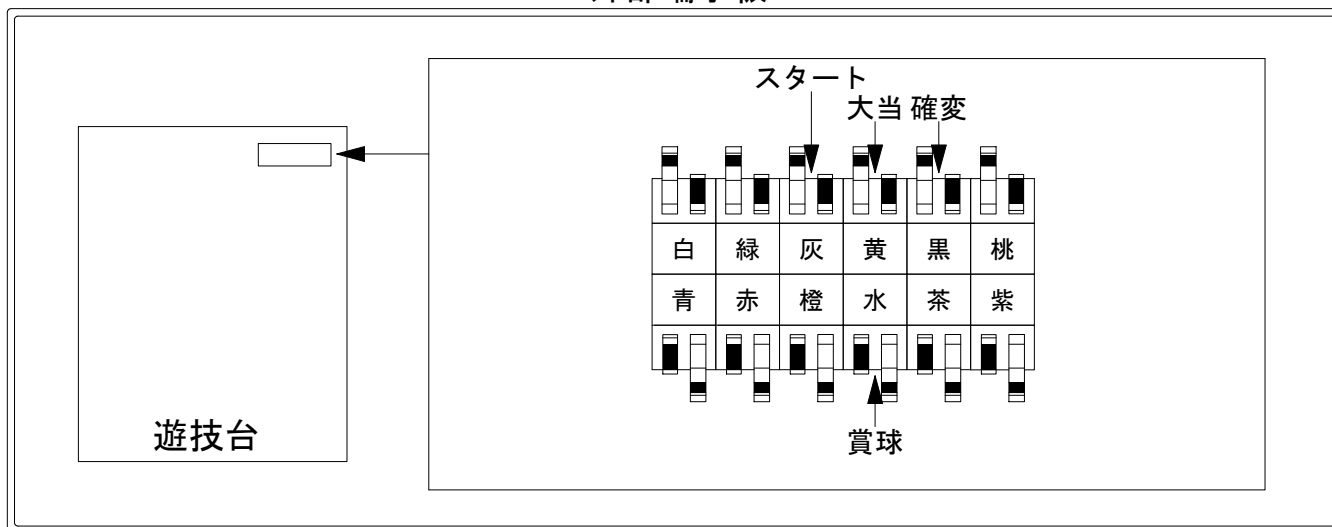 スタート
大当 確変
白 緑 灰 黄 黒 桃
青 赤 橙 水 茶 紫
賞球
遊技台